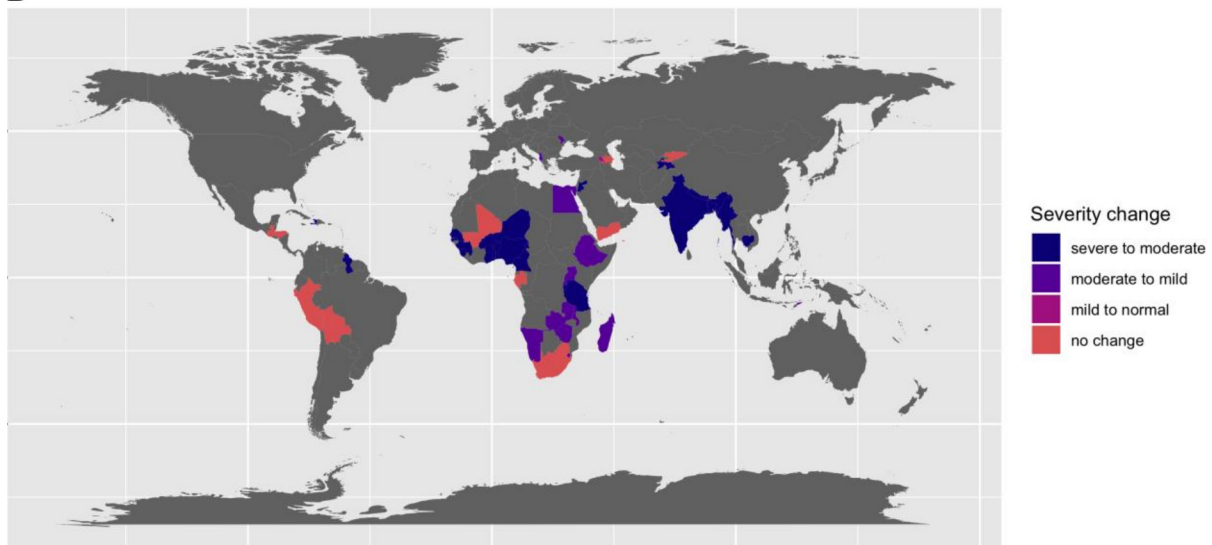 Severity change
severe to moderate
moderate to mild
mild to normal
no change